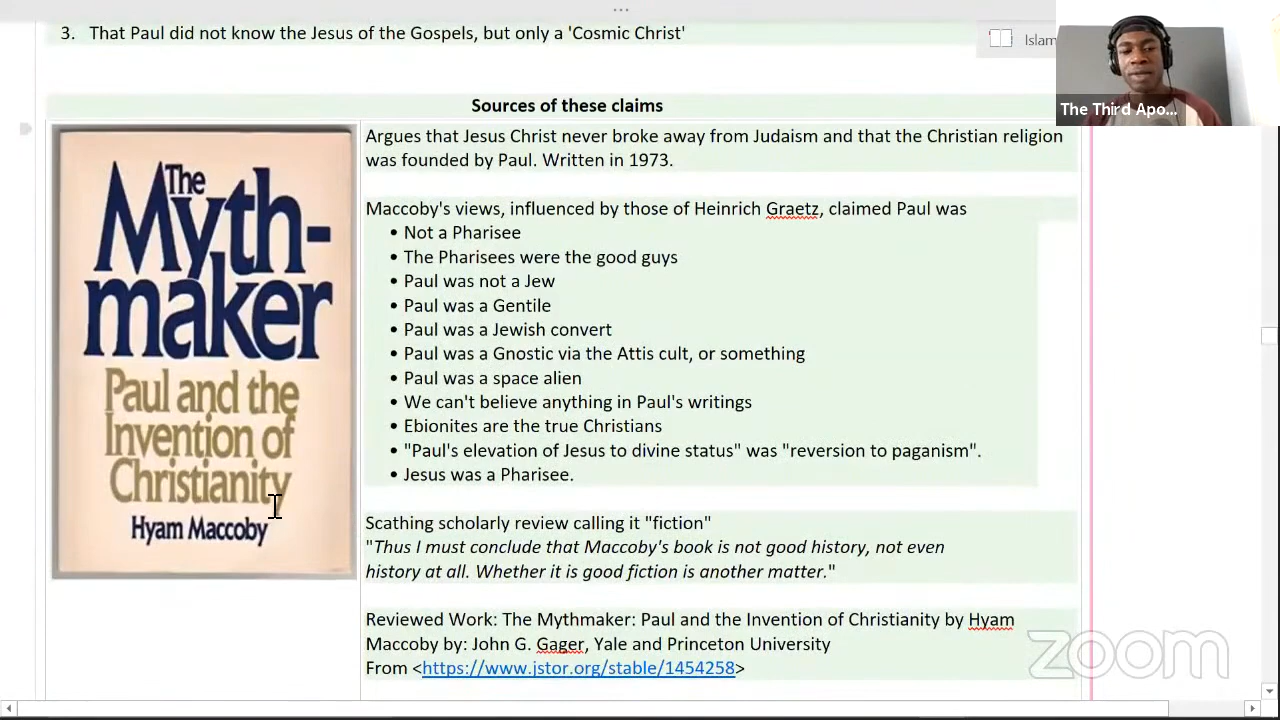 ...
3. That Paul did not know the Jesus of the Gospels, but only a 'Cosmic Christ'
Islam
The Third Apo...
Sources of these claims
The
Myth-
maker
Paul and the
Invention of
Christianity
Hyam Maccoby
Argues that Jesus Christ never broke away from Judaism and that the Christian religion
was founded by Paul. Written in 1973.
Maccoby's views, influenced by those of Heinrich Graetz, claimed Paul was
• Not a Pharisee
• The Pharisees were the good guys
• Paul was not a Jew
• Paul was a Gentile
• Paul was a Jewish convert
• Paul was a Gnostic via the Attis cult, or something
• Paul was a space alien
• We can't believe anything in Paul's writings
• Ebionites are the true Christians
• "Paul's elevation of Jesus to divine status" was "reversion to paganism".
• Jesus was a Pharisee.
Scathing scholarly review calling it "fiction"
"Thus I must conclude that Maccoby's book is not good history, not even
history at all. Whether it is good fiction is another matter."
Reviewed Work: The Mythmaker: Paul and the Invention of Christianity by Hyam
Maccoby by: John G. Gager, Yale and Princeton University
From <https://www.jstor.org/stable/1454258>
zoom